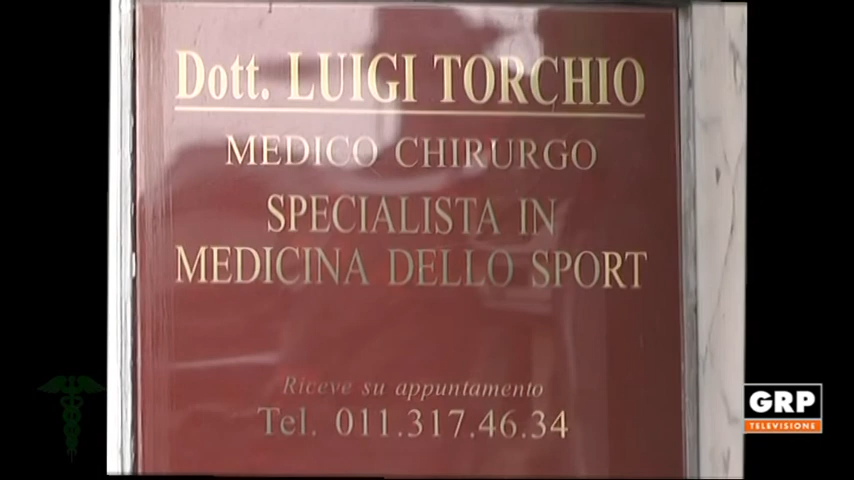 Dott. LUIGI TORCHIO
MEDICO CHIRURGO
SPECIALISTA IN
MEDICINA DELLO SPORT
Riceve su appuntamento
Tel. 011.317.46.34
GRP
TELEVISIONE